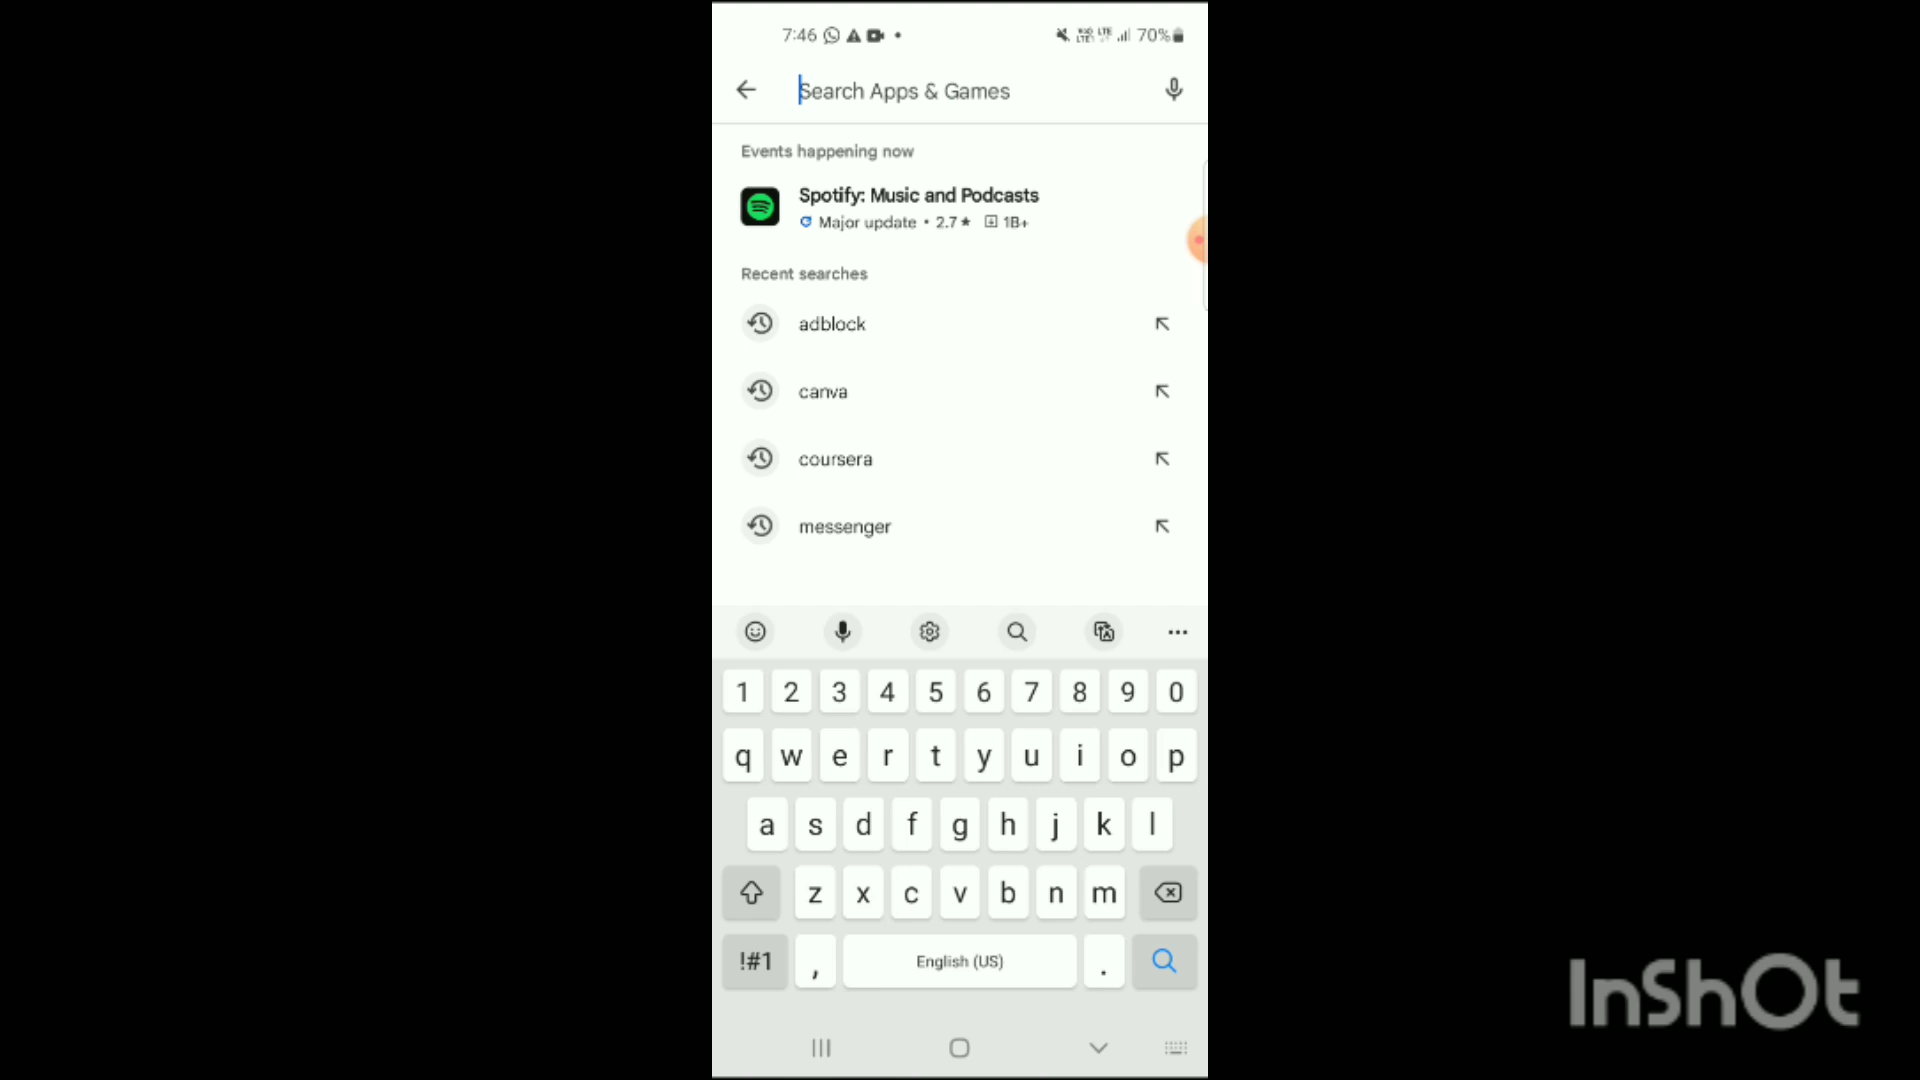 7:46
70%
Search Apps & Games
Events happening now
Spotify: Music and Podcasts
Major update • 2.7★ 1B+
Recent searches
adblock
canva
coursera
messenger
1 2 3 4 5 6 7 8 9 0
q w e r t y u i o p
a s d f g h j k l
z x c v b n m
!#1 , English (US) .
InShOt